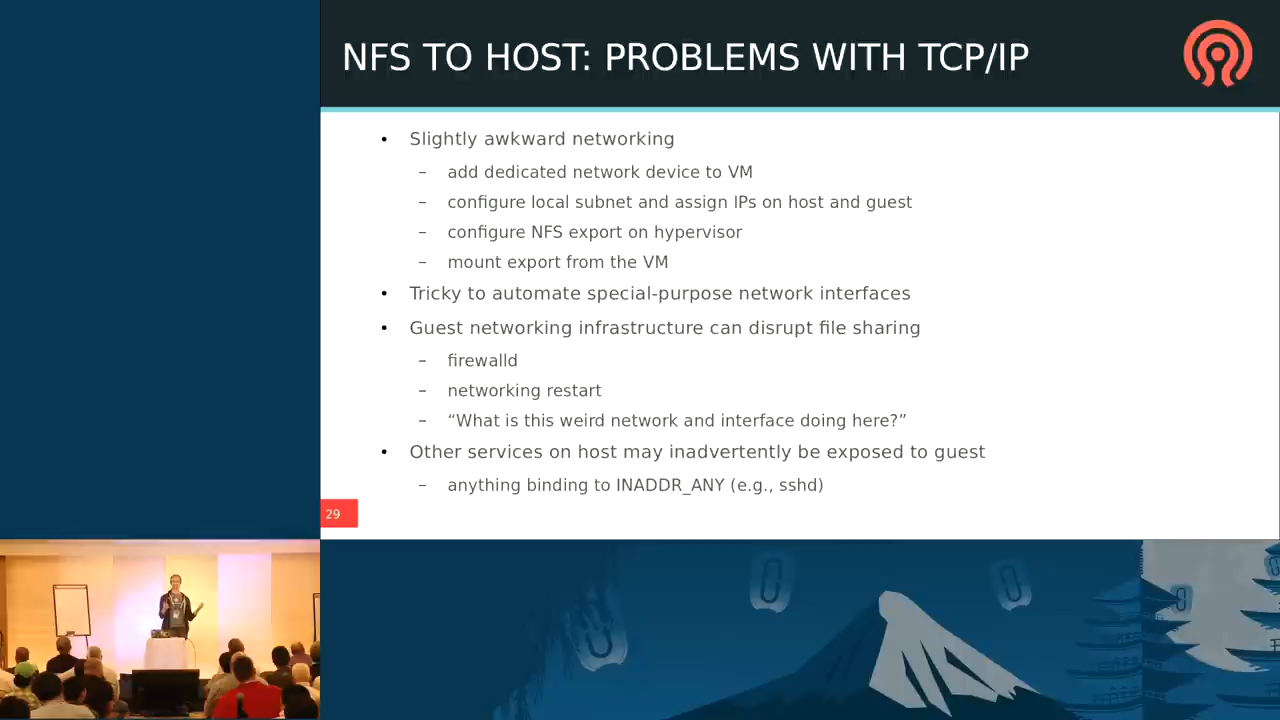 NFS TO HOST: PROBLEMS WITH TCP/IP
• Slightly awkward networking
– add dedicated network device to VM
– configure local subnet and assign IPs on host and guest
– configure NFS export on hypervisor
– mount export from the VM
• Tricky to automate special-purpose network interfaces
• Guest networking infrastructure can disrupt file sharing
– firewalld
– networking restart
– “What is this weird network and interface doing here?”
• Other services on host may inadvertently be exposed to guest
– anything binding to INADDR_ANY (e.g., sshd)
29